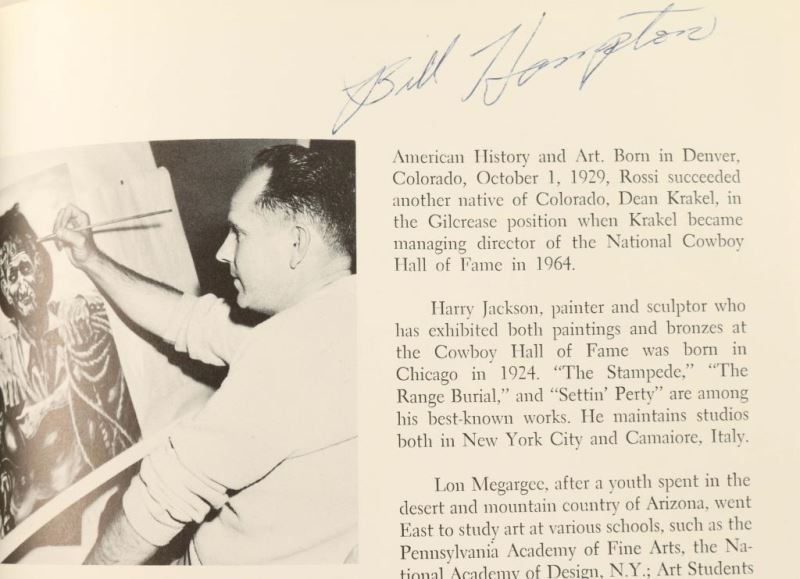 Bill Hampton
American History and Art. Born in Denver,
Colorado, October 1, 1929, Rossi succeeded
another native of Colorado, Dean Krakel, in
the Gilcrease position when Krakel became
managing director of the National Cowboy
Hall of Fame in 1964.
Harry Jackson, painter and sculptor who
has exhibited both paintings and bronzes at
the Cowboy Hall of Fame was born in
Chicago in 1924. “The Stampede,” “The
Range Burial,” and “Settin’ Perty” are among
his best-known works. He maintains studios
both in New York City and Camaiore, Italy.
Lon Megargee, after a youth spent in the
desert and mountain country of Arizona, went
East to study art at various schools, such as the
Pennsylvania Academy of Fine Arts, the Na-
tional Academy of Design, N.Y.; Art Students